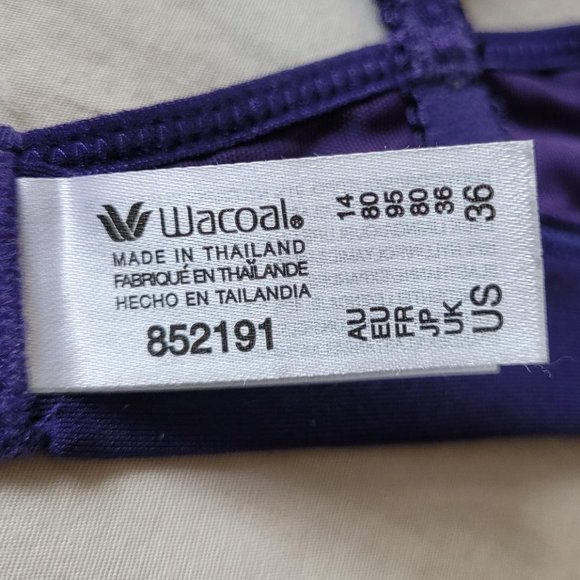 Wacoal®
MADE IN THAILAND
FABRIQUÉ EN THAÏLANDE
HECHO EN TAILANDIA
852191
AU 14
EU 80
FR 95
JP 80
UK 36
US 36